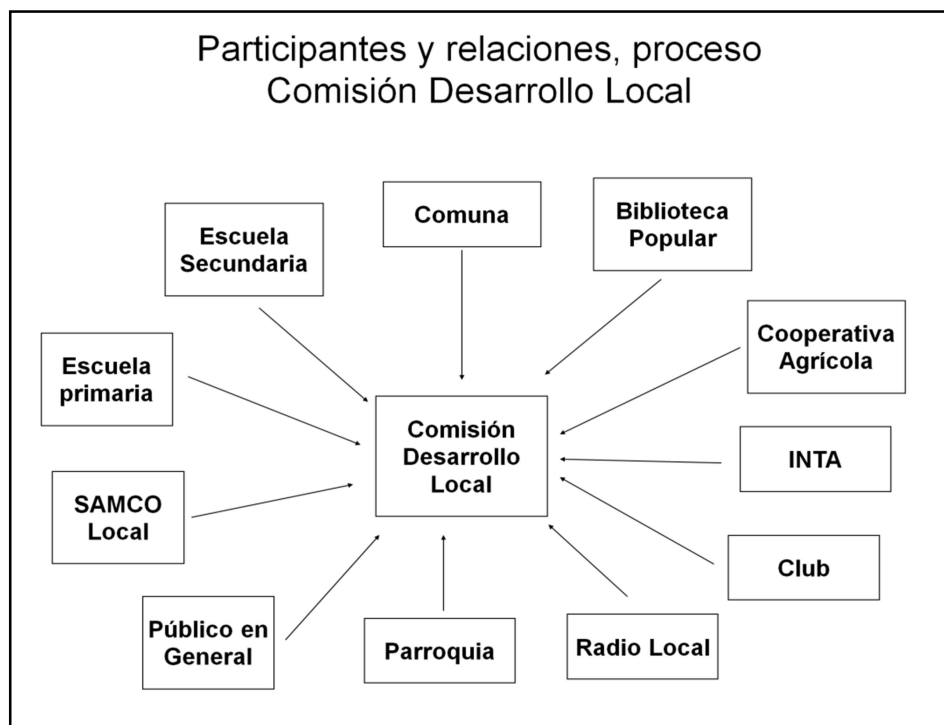 Participantes y relaciones, proceso
Comisión Desarrollo Local
Comuna
Biblioteca
Popular
Escuela
Secundaria
Cooperativa
Agrícola
Escuela
primaria
Comisión
Desarrollo
Local
INTA
SAMCO
Local
Club
Público en
General
Parroquia
Radio Local